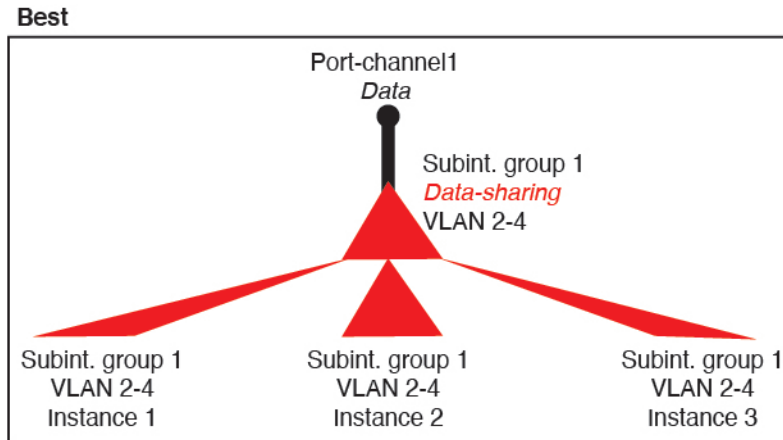 Best
Port-channel1
Data
Subint. group 1
Data-sharing
VLAN 2-4
Subint. group 1
VLAN 2-4
Instance 1
Subint. group 1
VLAN 2-4
Instance 2
Subint. group 1
VLAN 2-4
Instance 3